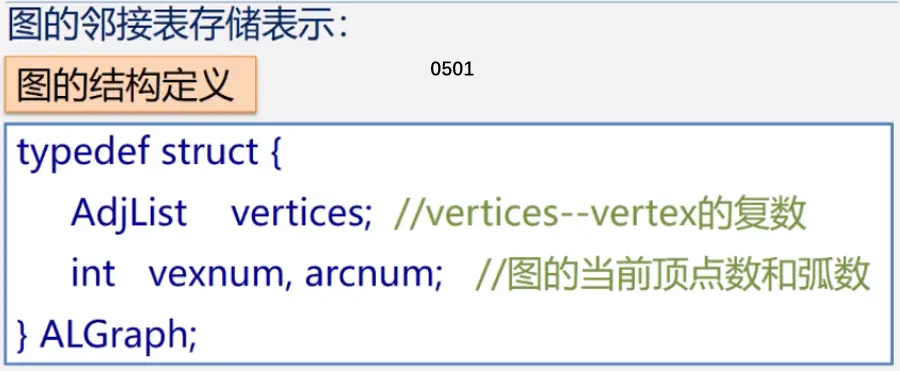 图的邻接表存储表示：
0501
图的结构定义
typedef struct {
AdjList vertices; //vertices--vertex的复数
int vexnum, arcnum; //图的当前顶点数和弧数
} ALGraph;